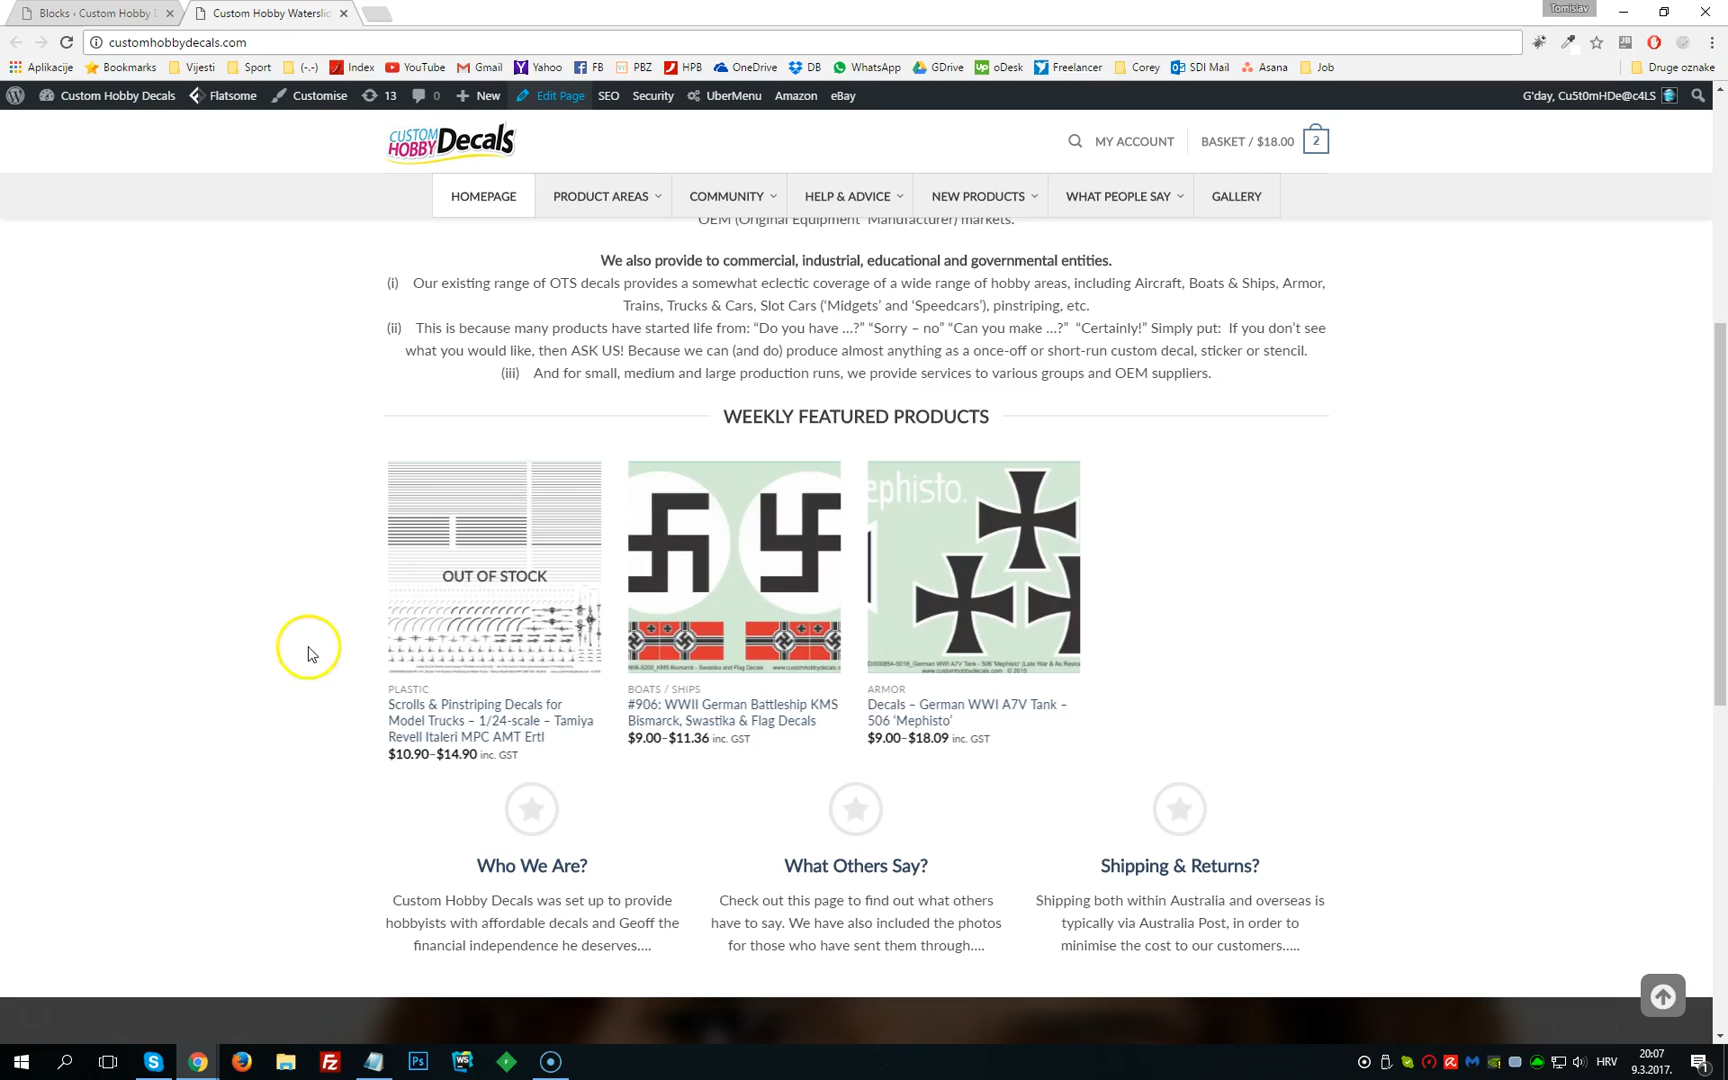 Blocks ‹ Custom Hobby D
Custom Hobby Waterslid
Tomislav
customhobbydecals.com
Aplikacije Bookmarks Vijesti Sport (-.-) Index YouTube Gmail Yahoo FB PBZ HPB OneDrive DB WhatsApp GDrive oDesk Freelancer Corey SDI Mail Asana Job Druge oznake
Custom Hobby Decals Flatsome Customise 13 0 New Edit Page SEO Security UberMenu Amazon eBay G'day, Cu5t0mHDe@c4LS
CUSTOM HOBBY Decals
MY ACCOUNT BASKET / $18.00 2
HOMEPAGE PRODUCT AREAS COMMUNITY HELP & ADVICE NEW PRODUCTS WHAT PEOPLE SAY GALLERY
OEM (Original Equipment Manufacturer) markets.
We also provide to commercial, industrial, educational and governmental entities.
(i) Our existing range of OTS decals provides a somewhat eclectic coverage of a wide range of hobby areas, including Aircraft, Boats & Ships, Armor,
Trains, Trucks & Cars, Slot Cars (‘Midgets’ and ‘Speedcars’), pinstriping, etc.
(ii) This is because many products have started life from: “Do you have …?” “Sorry – no” “Can you make …?” “Certainly!” Simply put: If you don’t see
what you would like, then ASK US! Because we can (and do) produce almost anything as a once-off or short-run custom decal, sticker or stencil.
(iii) And for small, medium and large production runs, we provide services to various groups and OEM suppliers.
WEEKLY FEATURED PRODUCTS
OUT OF STOCK
906-S200_KMS Bismarck - Swastika and Flag Decals www.customhobbydecals.c
ephisto.
www.customhobbydecals.com © 2015
PLASTIC
Scrolls & Pinstriping Decals for
Model Trucks – 1/24-scale – Tamiya
Revell Italeri MPC AMT Ertl
$10.90–$14.90 inc. GST
BOATS / SHIPS
#906: WWII German Battleship KMS
Bismarck, Swastika & Flag Decals
$9.00–$11.36 inc. GST
ARMOR
Decals – German WWI A7V Tank –
506 ‘Mephisto’
$9.00–$18.09 inc. GST
Who We Are?
Custom Hobby Decals was set up to provide
hobbyists with affordable decals and Geoff the
financial independence he deserves….
What Others Say?
Check out this page to find out what others
have to say. We have also included the photos
for those who have sent them through….
Shipping & Returns?
Shipping both within Australia and overseas is
typically via Australia Post, in order to
minimise the cost to our customers…..
HRV
20:07
9.3.2017.